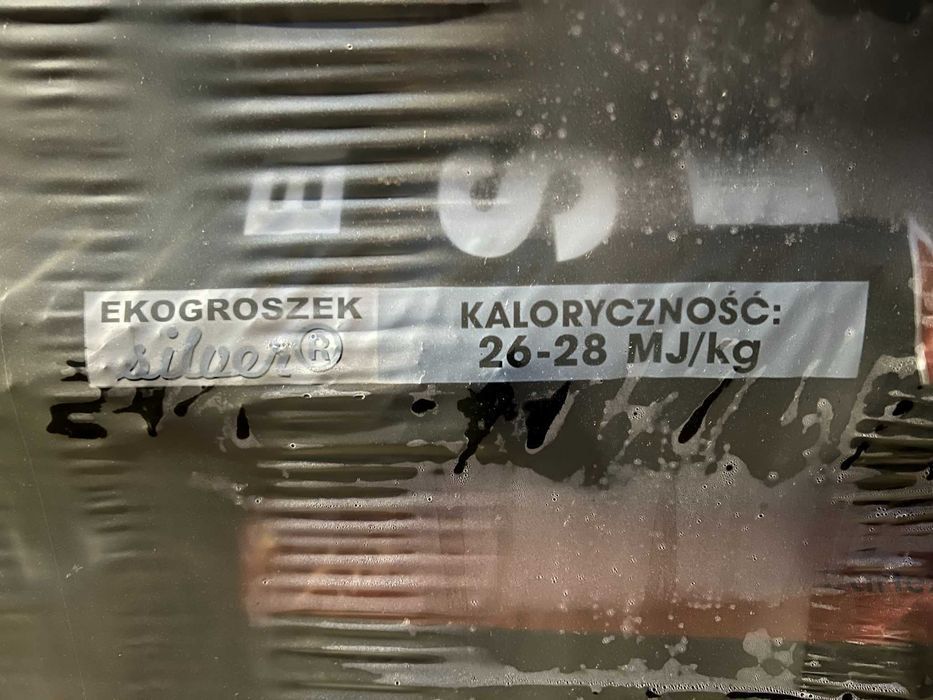 E S
EKOGROSZEK
silver®
KALORYCZNOŚĆ:
26-28 MJ/kg